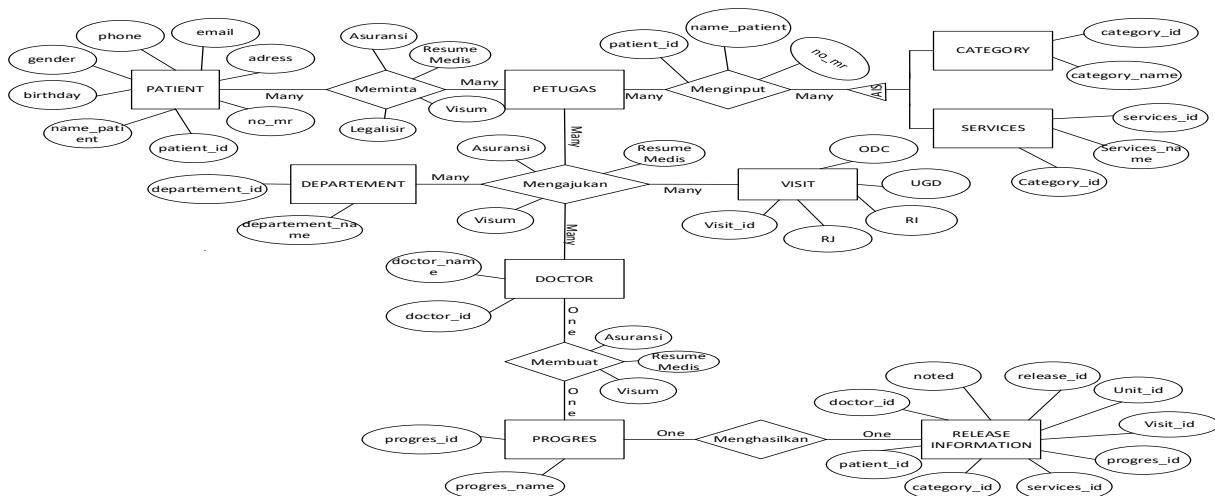 phone
email
gender
adress
birthday
PATIENT
name_pati
ent
patient_id
no_mr
Many
Asuransi
Resume
Medis
Meminta
Many
Visum
Legalisir
PETUGAS
Many
patient_id
name_patient
no_mr
Menginput
Many
CATEGORY
category_id
category_name
SERVICES
services_id
Services_na
me
Category_id
Many
Asuransi
Resume
Medis
departement_id
DEPARTEMENT
Many
Mengajukan
Many
Visum
departement_na
me
ODC
VISIT
UGD
RI
Visit_id
RJ
Many
doctor_nam
e
DOCTOR
doctor_id
One
Asuransi
Membuat
Resume
Medis
Visum
One
progres_id
PROGRES
progres_name
One
Menghasilkan
One
noted
release_id
doctor_id
Unit_id
RELEASE
INFORMATION
Visit_id
patient_id
progres_id
category_id
services_id